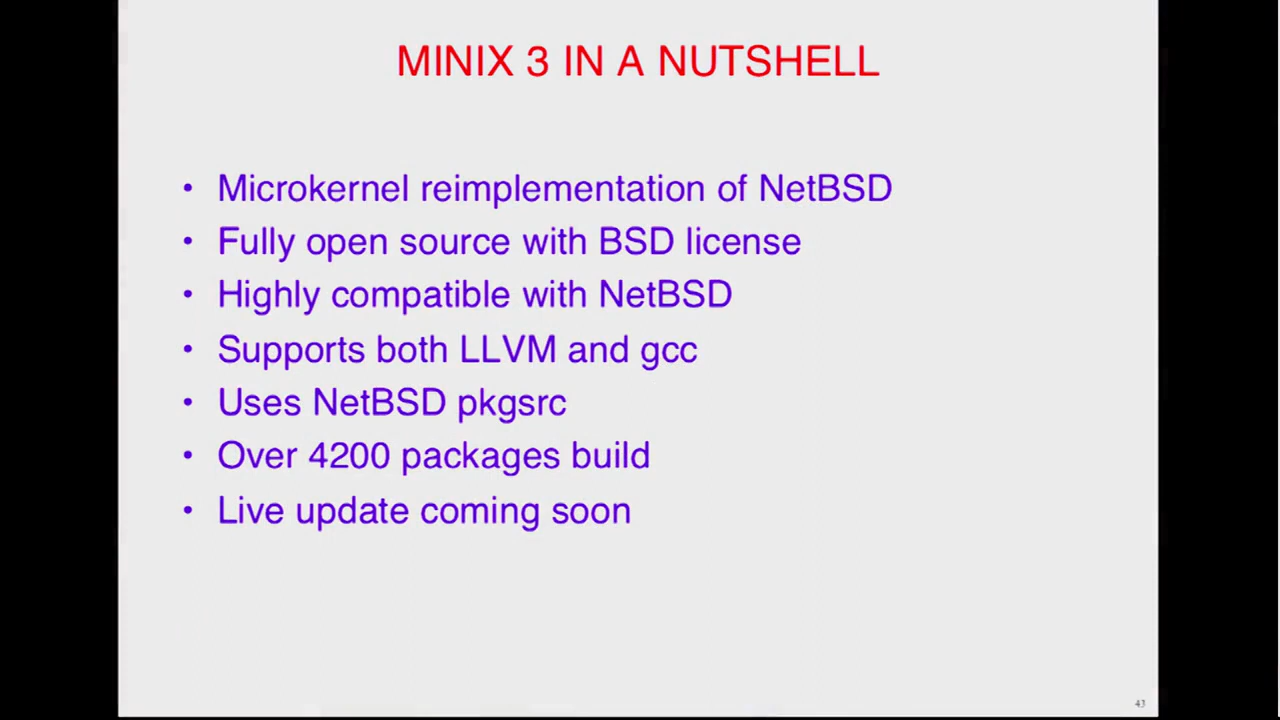 MINIX 3 IN A NUTSHELL
• Microkernel reimplementation of NetBSD
• Fully open source with BSD license
• Highly compatible with NetBSD
• Supports both LLVM and gcc
• Uses NetBSD pkgsrc
• Over 4200 packages build
• Live update coming soon
43